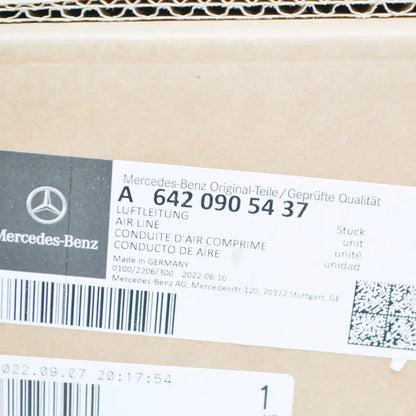 Mercedes-Benz Original-Teile/Geprüfte Qualität
A 642 090 54 37
LUFTLEITUNG Stück
AIR LINE unit
CONDUITE D'AIR COMPRIME unité
CONDUCTO DE AIRE unidad
Made in GERMANY
0100/2206/300 2022-06-10
Mercedes-Benz AG, Mercedesstr.120, 70372 Stuttgart, DE
Mercedes-Benz
022.09.07 20:17:54
1